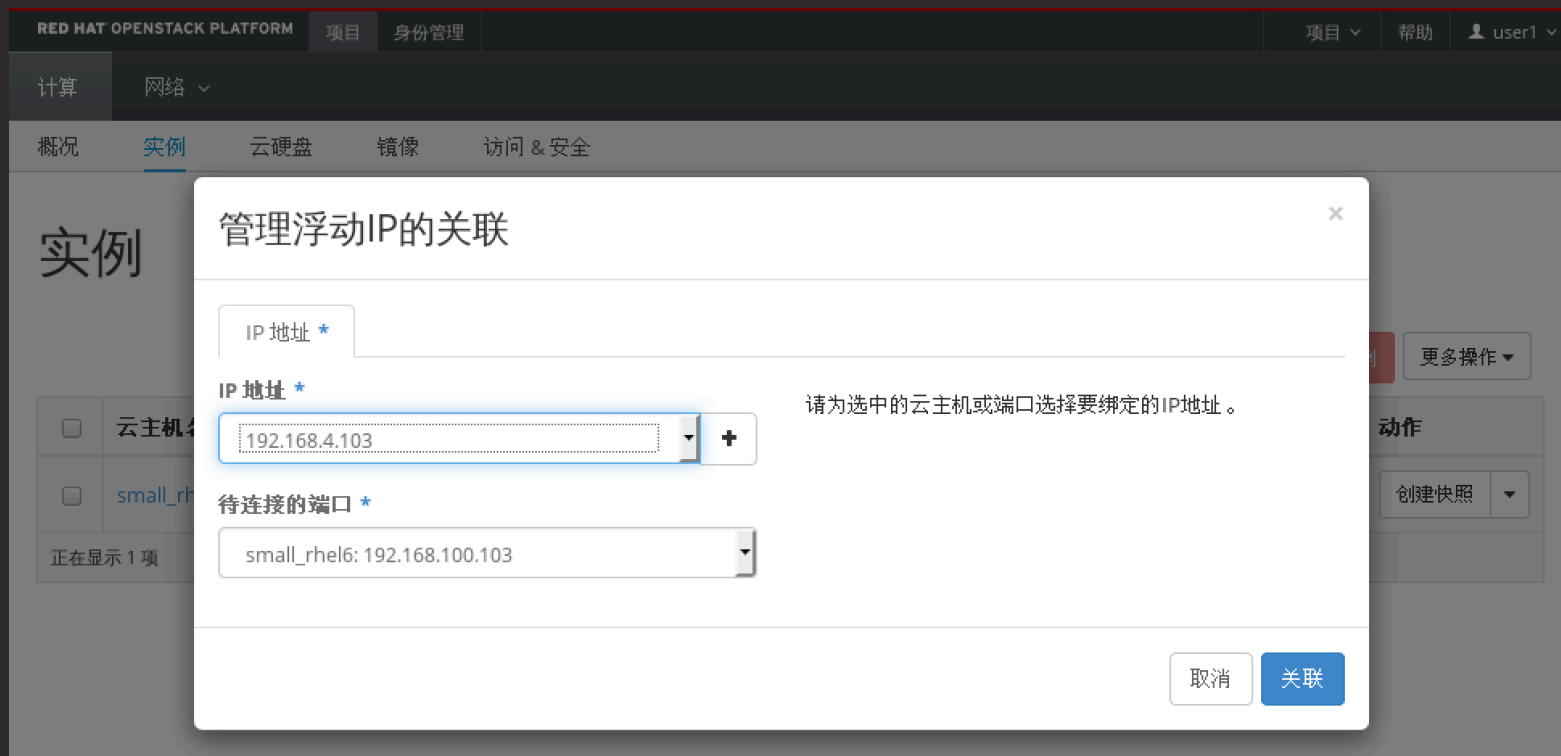 RED HAT OPENSTACK PLATFORM 项目 身份管理 项目 帮助 user1
计算 网络
概况 实例 云硬盘 镜像 访问 & 安全
实例
管理浮动IP的关联 ×
IP 地址 *
更多操作
IP 地址 *
请为选中的云主机或端口选择要绑定的IP地址。
192.168.4.103 +
云主机 动作
待连接的端口 *
small_rh 创建快照
small_rhel6: 192.168.100.103
正在显示 1 项
取消 关联